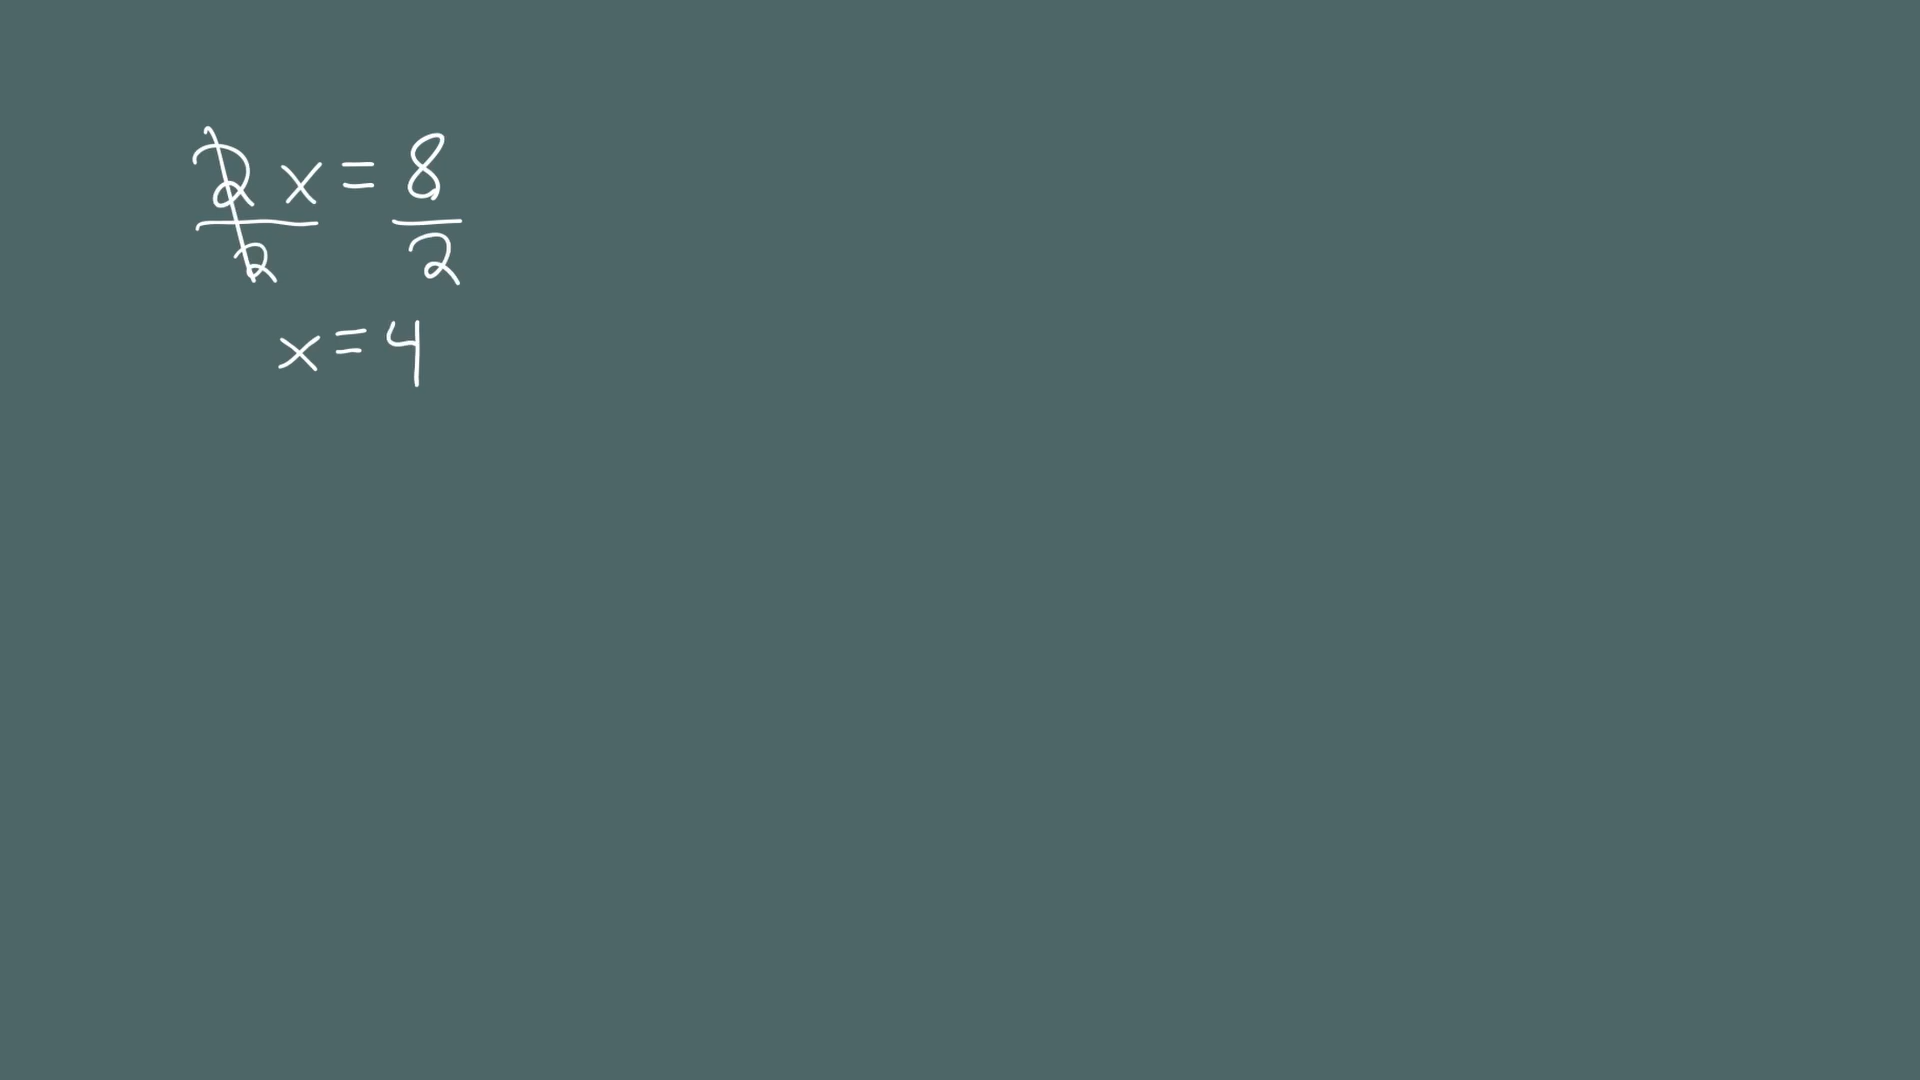 2x = 8
2 2
x = 4